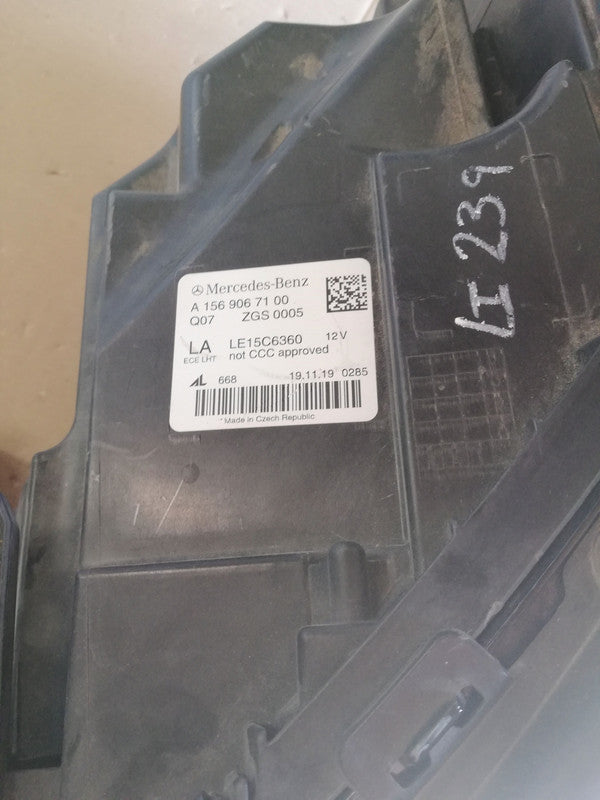 Mercedes-Benz
A 156 906 71 00
Q07 ZGS 0005
LA LE15C6360 12V
ECE LHT not CCC approved
AL 668 19.11.19 0285
*Made in Czech Republic
LI 239